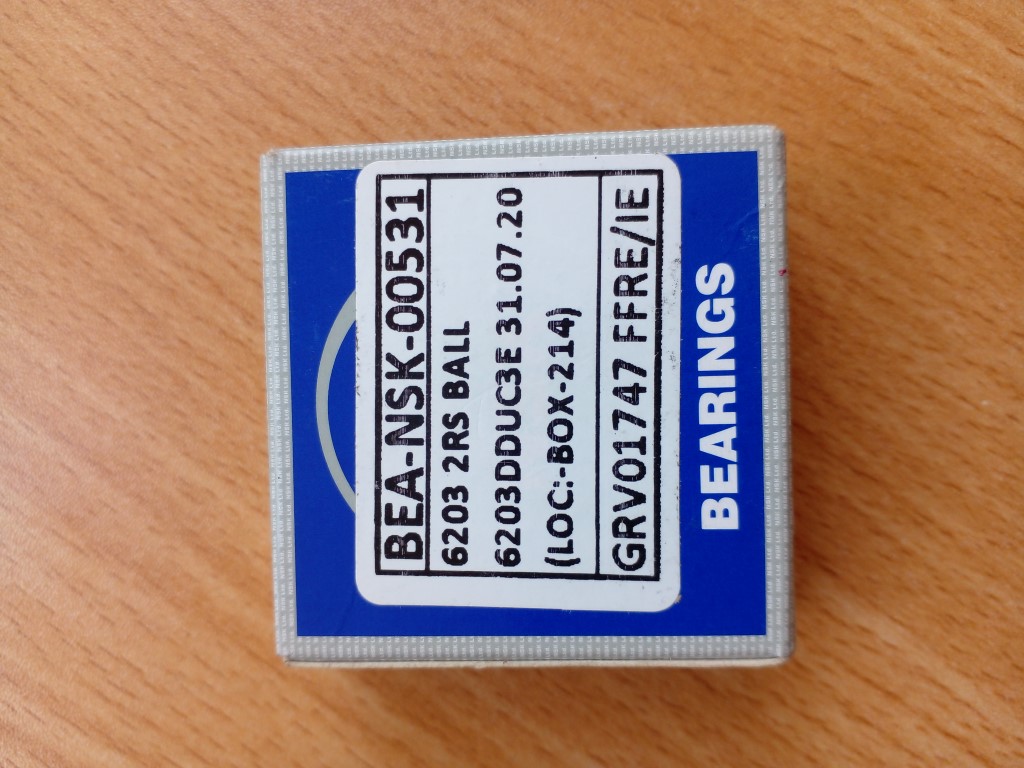 BEA-NSK-00531
6203 2RS BALL
6203DDUC3E 31.07.20
(LOC:-BOX-214)
GRV01747 FFRE/IE
BEARINGS